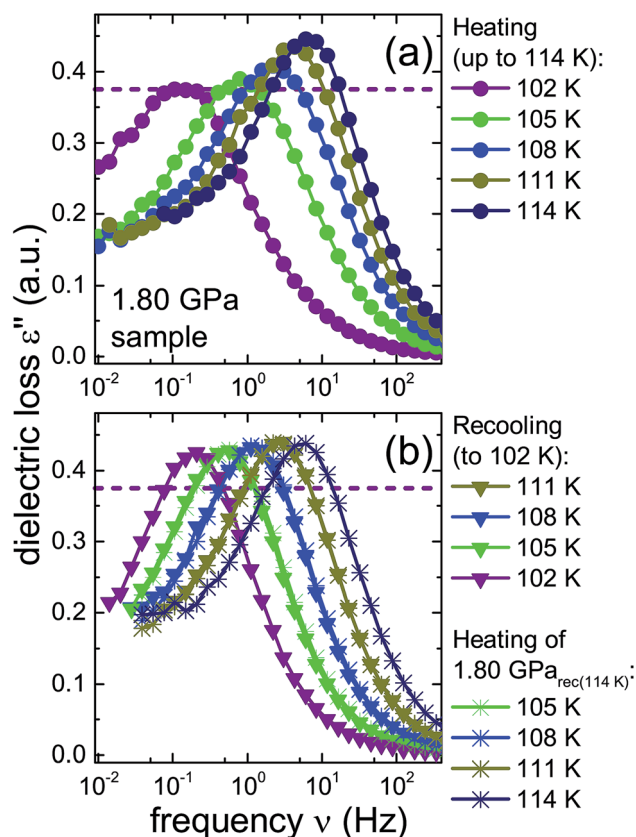 (a)
0.4
0.3
0.2
0.1
0.0
1.80 GPa
sample
10⁻² 10⁻¹ 10⁰ 10¹ 10²
Heating
(up to 114 K):
102 K
105 K
108 K
111 K
114 K
dielectric loss ε" (a.u.)
(b)
0.4
0.3
0.2
0.1
0.0
10⁻² 10⁻¹ 10⁰ 10¹ 10²
frequency ν (Hz)
Recooling
(to 102 K):
111 K
108 K
105 K
102 K
Heating of
1.80 GPa_rec(114 K):
105 K
108 K
111 K
114 K